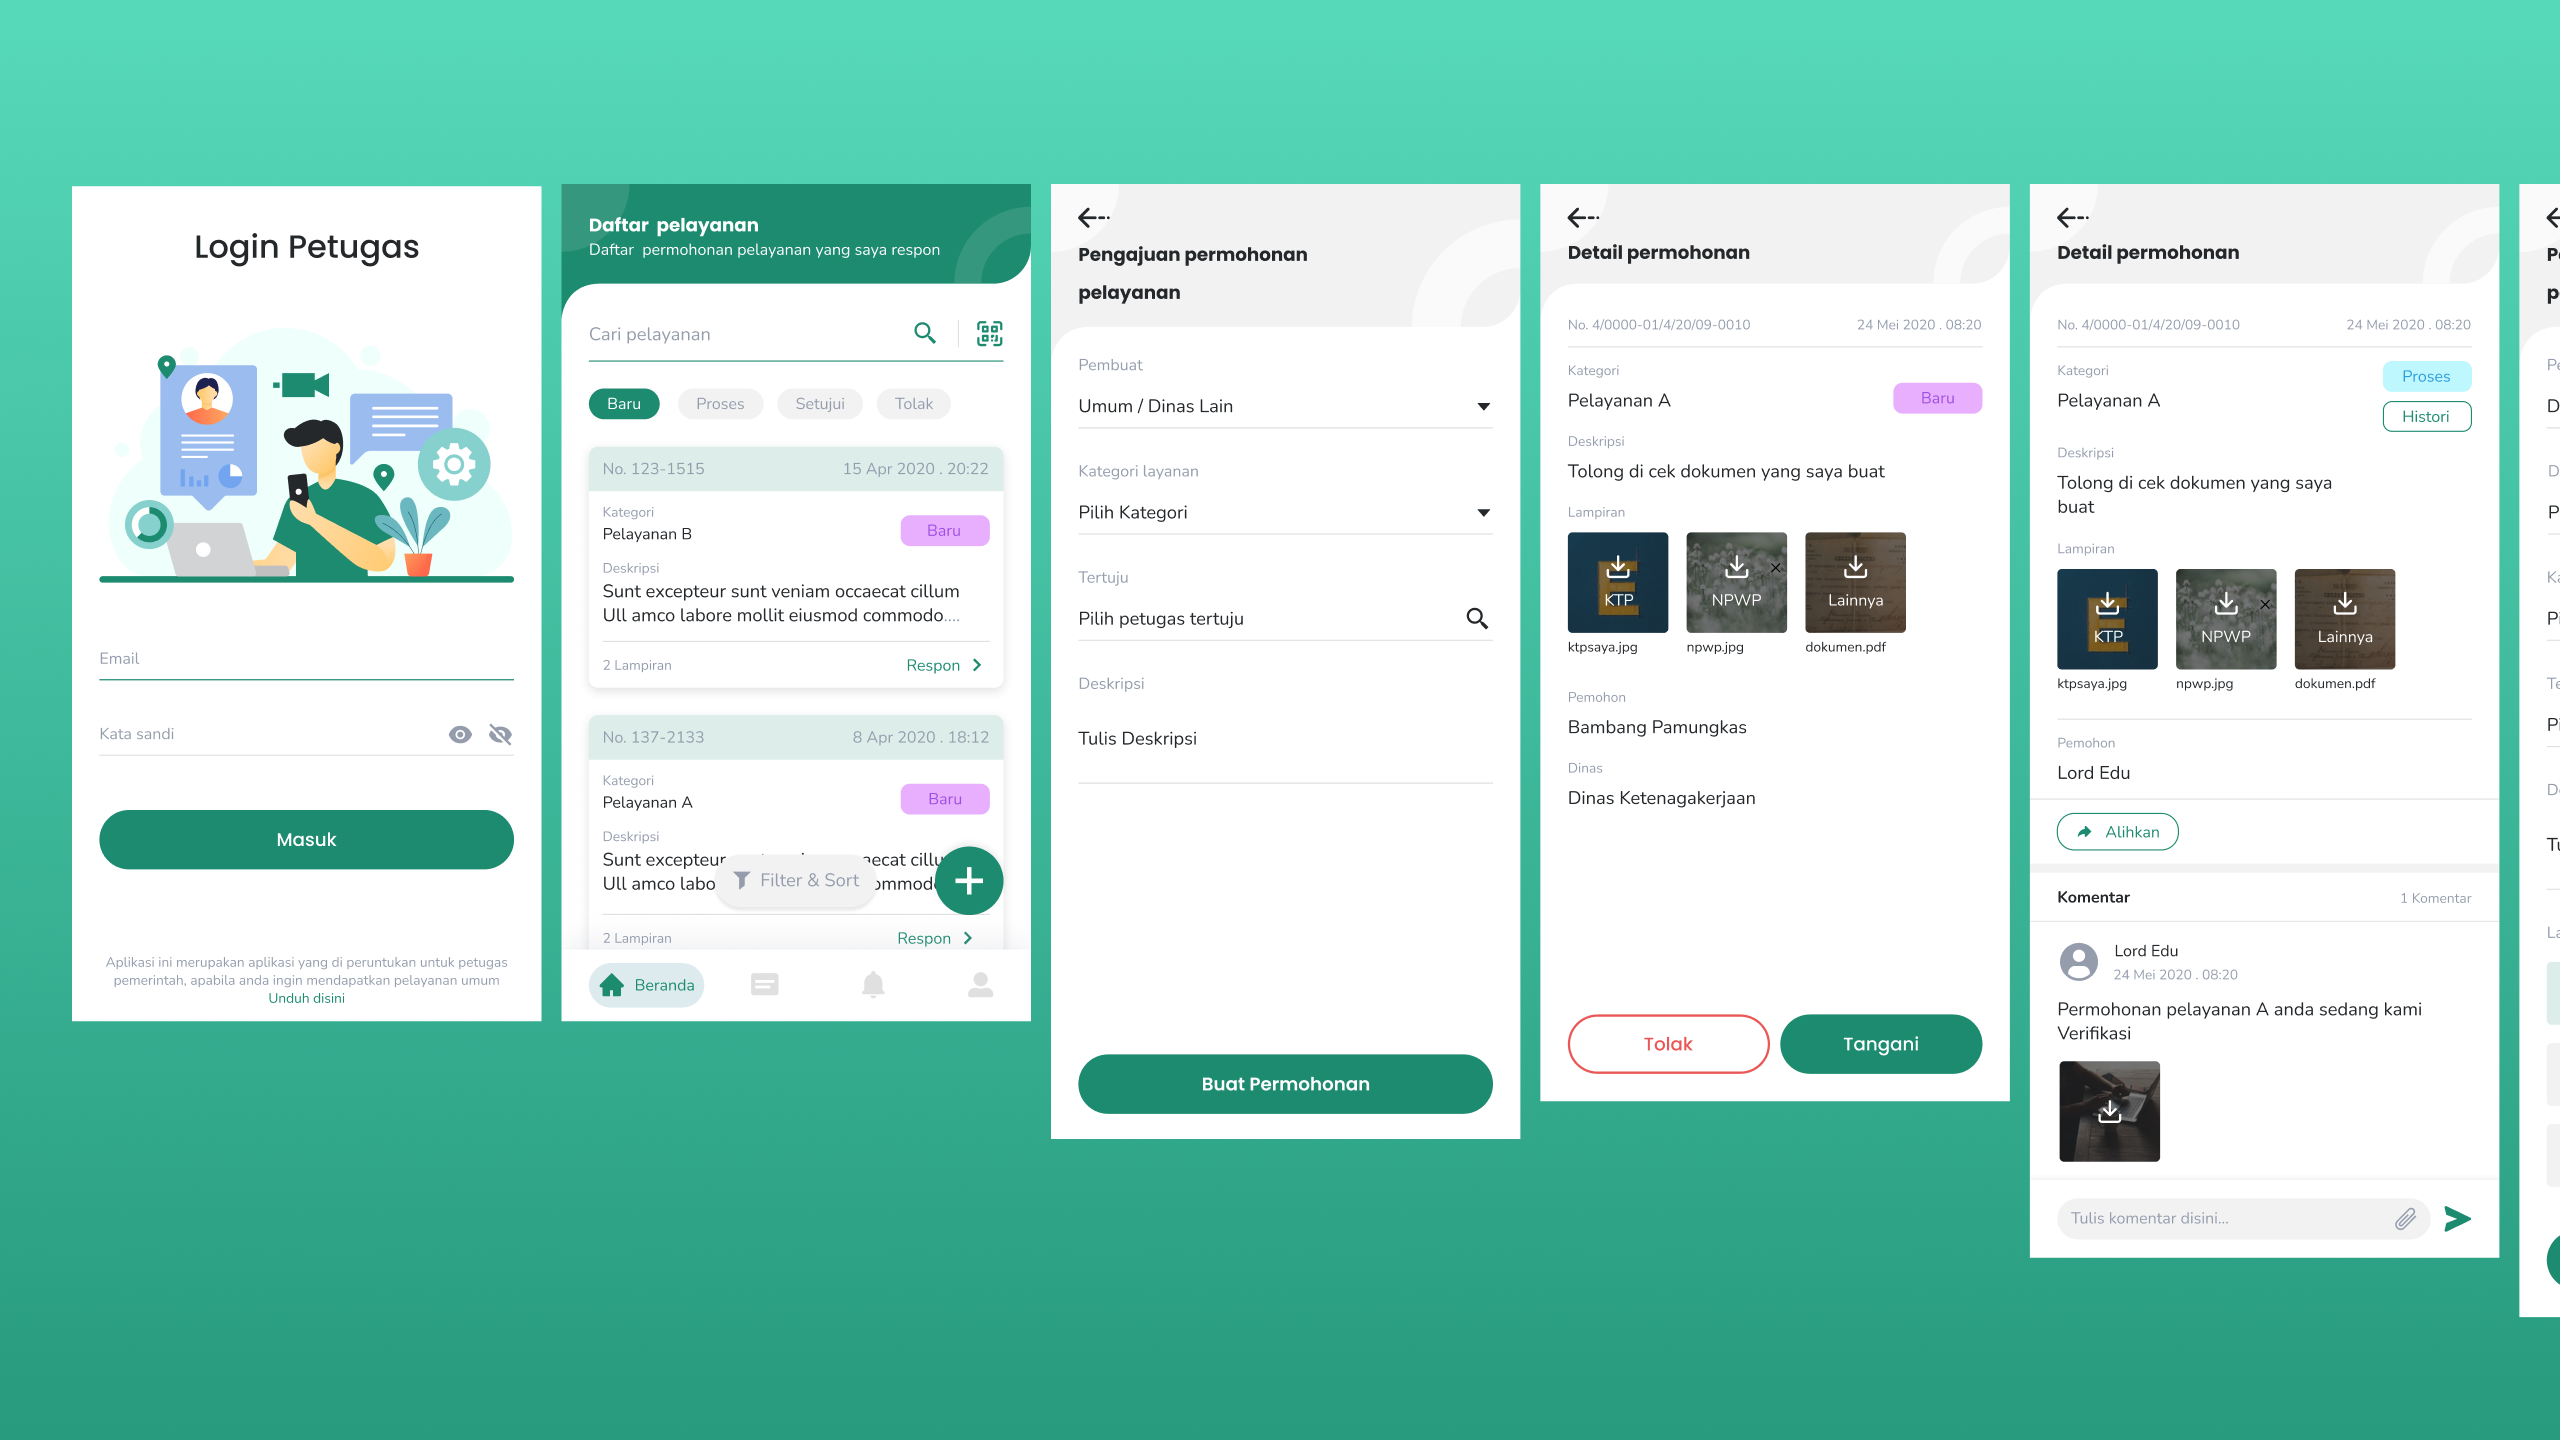 Login Petugas
Email
Kata sandi
Masuk
Aplikasi ini merupakan aplikasi yang di peruntukan untuk petugas
pemerintah, apabila anda ingin mendapatkan pelayanan umum
Unduh disini
Daftar pelayanan
Daftar permohonan pelayanan yang saya respon
Cari pelayanan
Baru Proses Setujui Tolak
No. 123-1515 15 Apr 2020 . 20:22
Kategori
Pelayanan B
Baru
Deskripsi
Sunt excepteur sunt veniam occaecat cillum
Ull amco labore mollit eiusmod commodo....
2 Lampiran Respon
No. 137-2133 8 Apr 2020 . 18:12
Kategori
Pelayanan A
Baru
Deskripsi
Sunt excepteur
Ull amco
Filter & Sort
2 Lampiran Respon
Beranda
Pengajuan permohonan
pelayanan
Pembuat
Umum / Dinas Lain
Kategori layanan
Pilih Kategori
Tertuju
Pilih petugas tertuju
Deskripsi
Tulis Deskripsi
Buat Permohonan
Detail permohonan
No. 4/0000-01/4/20/09-0010 24 Mei 2020 . 08:20
Kategori
Pelayanan A
Baru
Deskripsi
Tolong di cek dokumen yang saya buat
Lampiran
KTP NPWP Lainnya
ktpsaya.jpg npwp.jpg dokumen.pdf
Pemohon
Bambang Pamungkas
Dinas
Dinas Ketenagakerjaan
Tolak Tangani
Detail permohonan
No. 4/0000-01/4/20/09-0010 24 Mei 2020 . 08:20
Kategori
Proses
Pelayanan A
Histori
Deskripsi
Tolong di cek dokumen yang saya
buat
Lampiran
KTP NPWP Lainnya
ktpsaya.jpg npwp.jpg dokumen.pdf
Pemohon
Lord Edu
Alihkan
Komentar 1 Komentar
Lord Edu
24 Mei 2020 . 08:20
Permohonan pelayanan A anda sedang kami
Verifikasi
Tulis komentar disini...